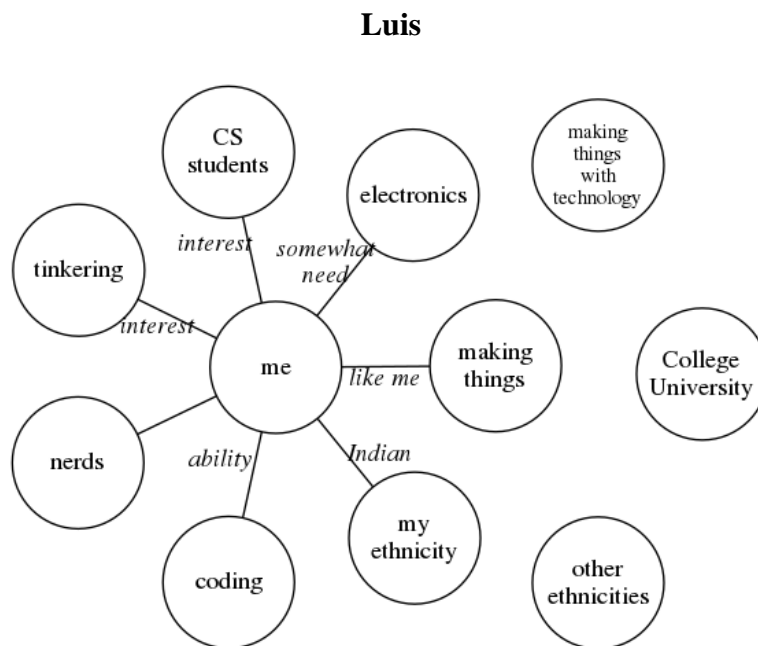 Luis
CS
students
making
things
with
technology
electronics
interest
somewhat
need
tinkering
interest
me
like me
making
things
College
University
nerds
ability
Indian
my
ethnicity
coding
other
ethnicities